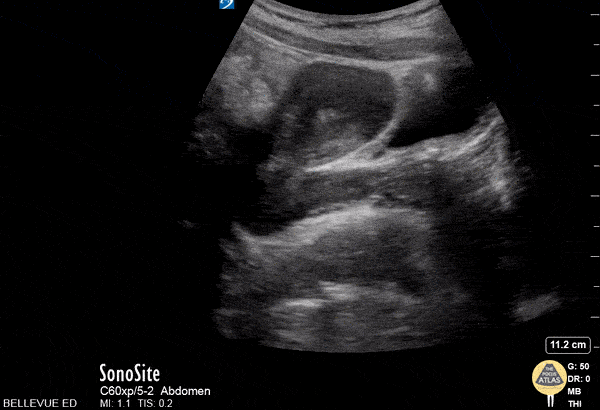 11.2 cm
SonoSite
C60xp/5-2 Abdomen
MI: 1.1 TIS: 0.2
BELLEVUE ED
THE
POCUS
ATLAS
G: 50
DR: 0
MB
THI